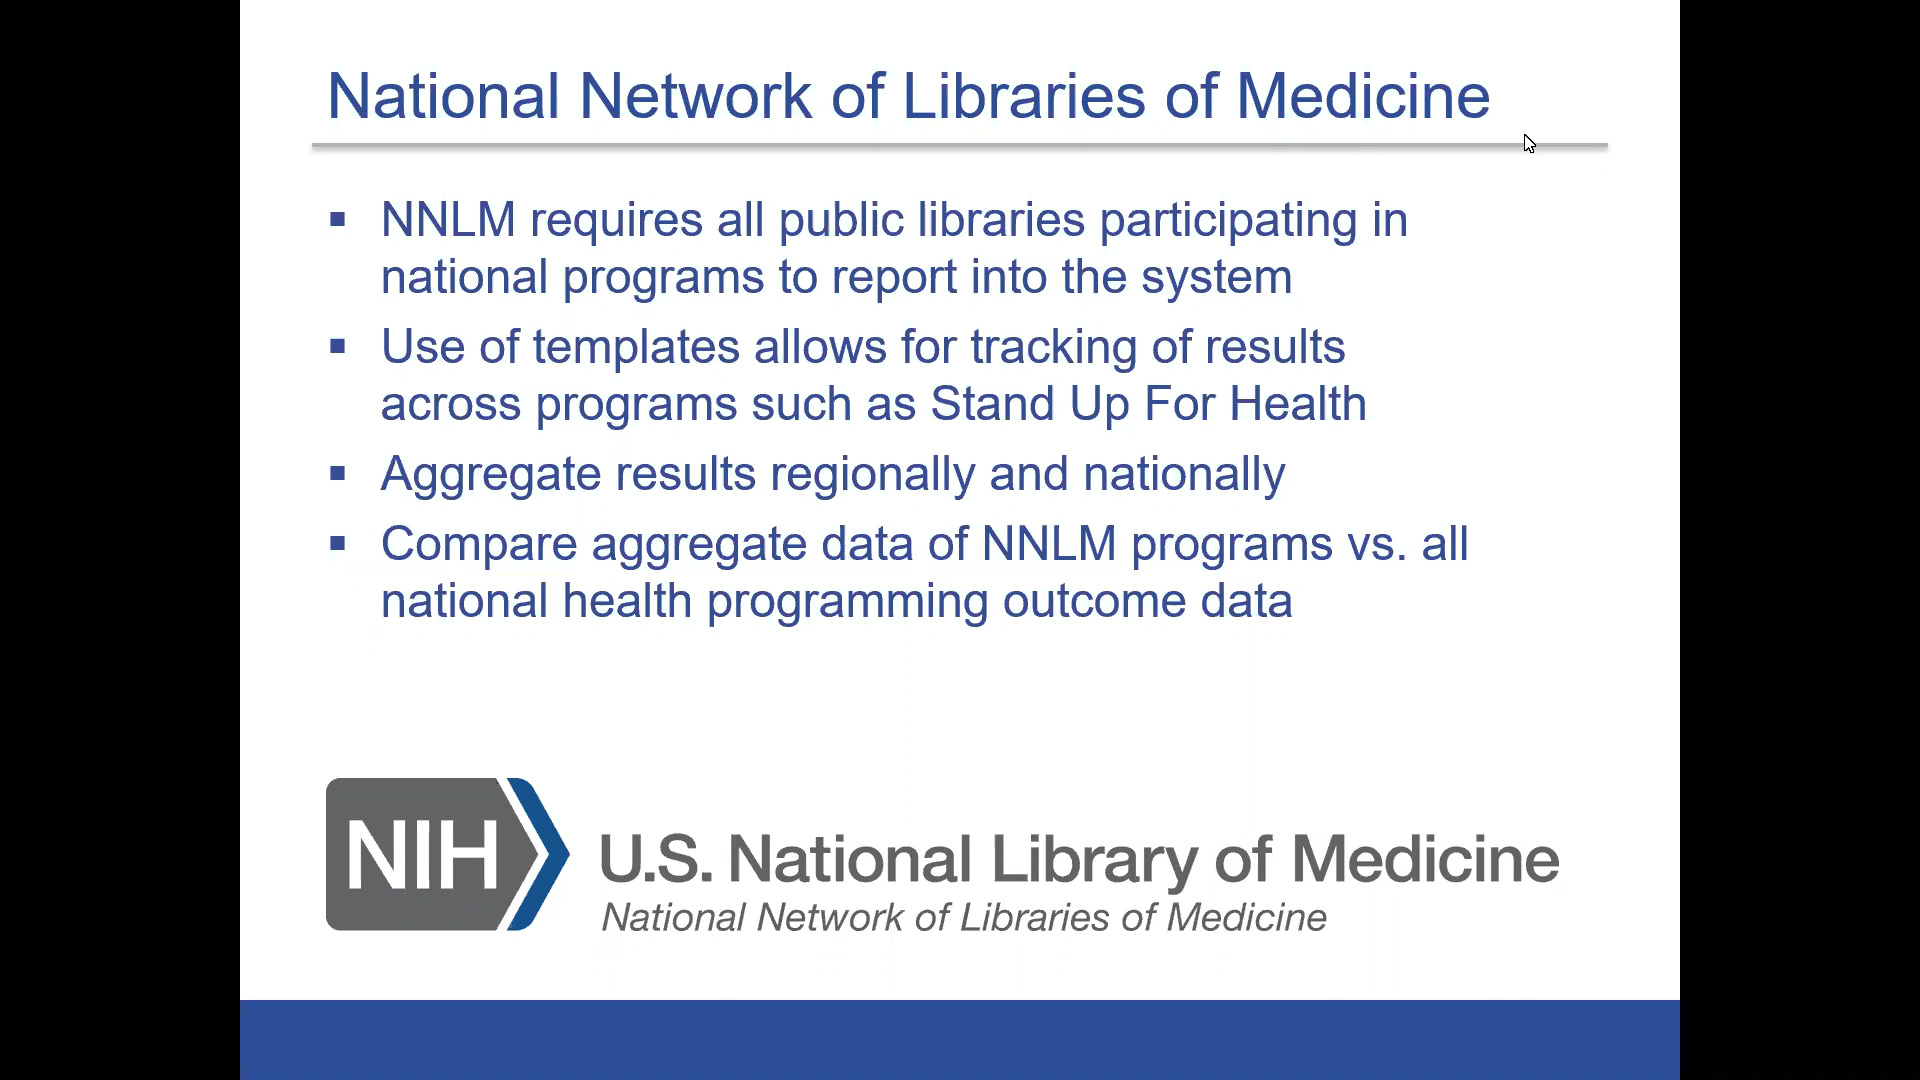 National Network of Libraries of Medicine
▪ NNLM requires all public libraries participating in
national programs to report into the system
▪ Use of templates allows for tracking of results
across programs such as Stand Up For Health
▪ Aggregate results regionally and nationally
▪ Compare aggregate data of NNLM programs vs. all
national health programming outcome data
NIH
U.S. National Library of Medicine
National Network of Libraries of Medicine